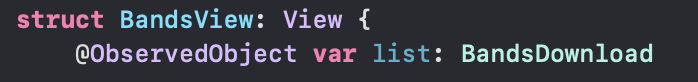 struct BandsView: View {
    @ObservedObject var list: BandsDownload